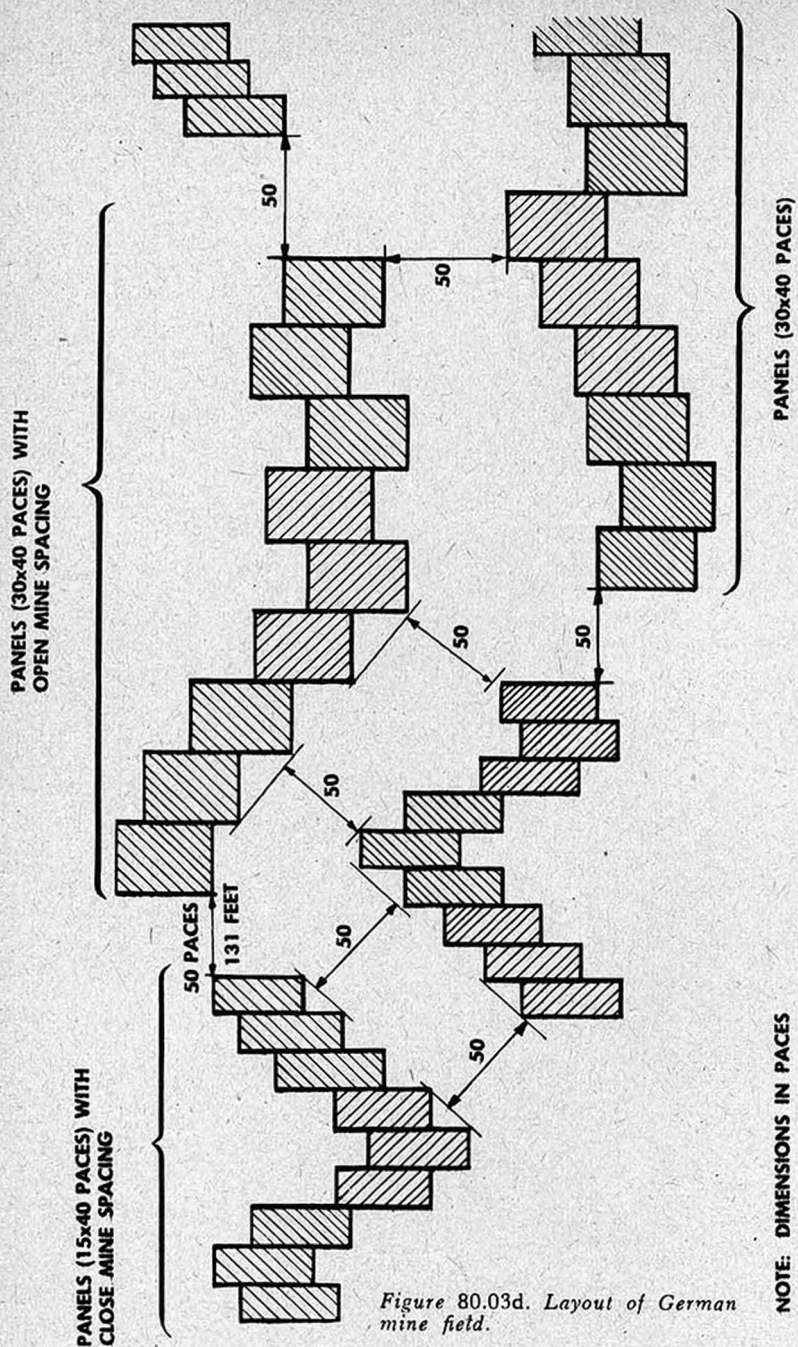 PANELS (30x40 PACES) WITH
OPEN MINE SPACING
50
50
PANELS (30x40 PACES)
50
50
50
50 PACES
131 FEET
50
50
PANELS (15x40 PACES) WITH
CLOSE MINE SPACING
NOTE: DIMENSIONS IN PACES
Figure 80.03d. Layout of German
mine field.